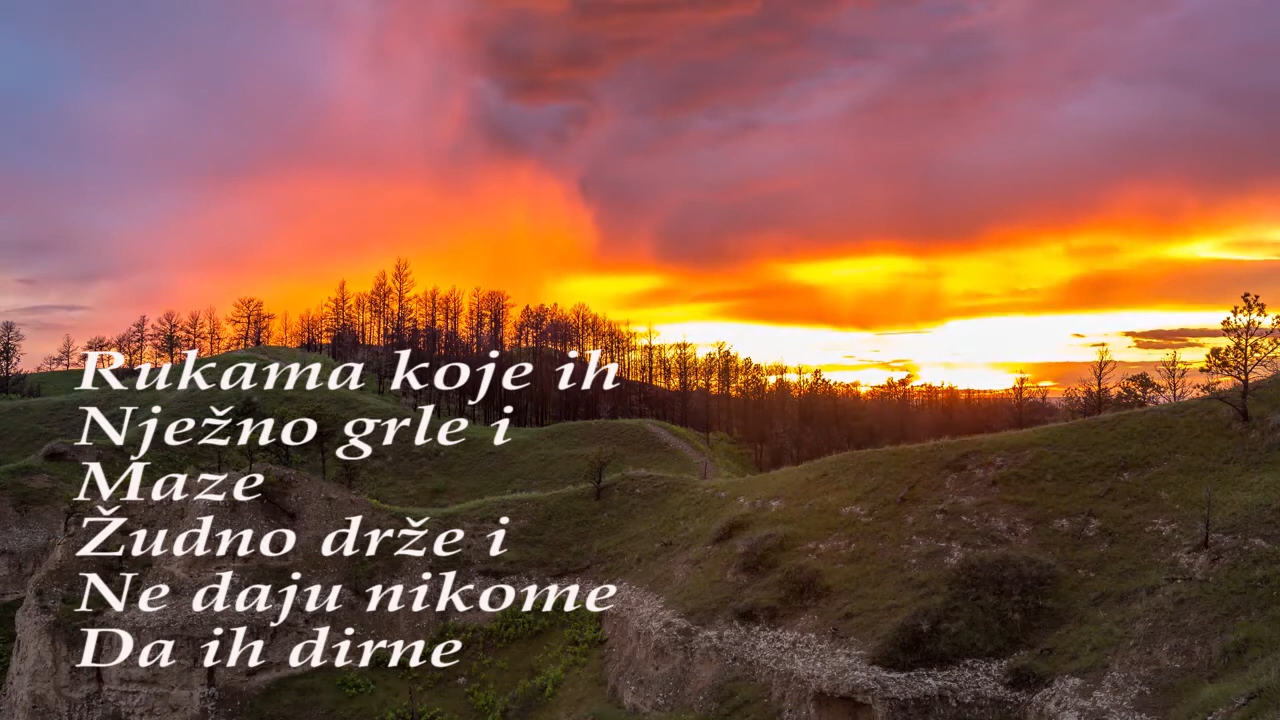 Rukama koje ih
Nježno grle i
Maze
Žudno drže i
Ne daju nikome
Da ih dirne